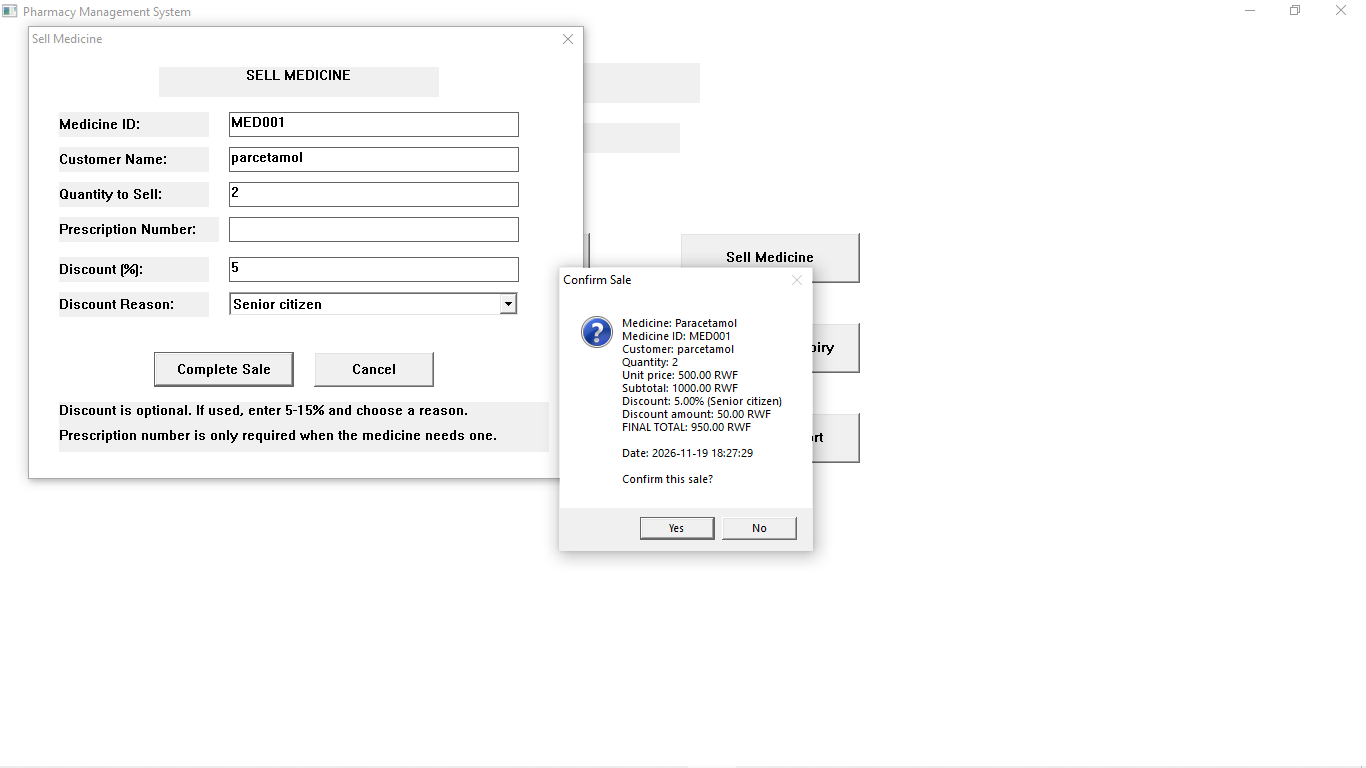 Pharmacy Management System
Sell Medicine
SELL MEDICINE
Medicine ID:
MED001
Customer Name:
parcetamol
Quantity to Sell:
2
Prescription Number:
Discount (%):
5
Discount Reason:
Senior citizen
Complete Sale
Cancel
Discount is optional. If used, enter 5-15% and choose a reason.
Prescription number is only required when the medicine needs one.
Sell Medicine
Confirm Sale
Medicine: Paracetamol
Medicine ID: MED001
Customer: parcetamol
Quantity: 2
Unit price: 500.00 RWF
Subtotal: 1000.00 RWF
Discount: 5.00% (Senior citizen)
Discount amount: 50.00 RWF
FINAL TOTAL: 950.00 RWF
Date: 2026-11-19 18:27:29
Confirm this sale?
Yes
No